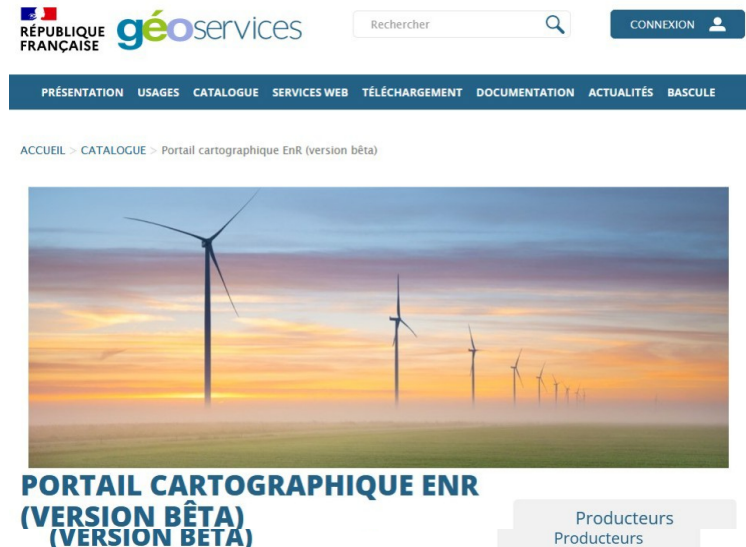 RÉPUBLIQUE
FRANÇAISE
géoservices
Rechercher
CONNEXION
PRÉSENTATION USAGES CATALOGUE SERVICES WEB TÉLÉCHARGEMENT DOCUMENTATION ACTUALITÉS BASCULE
ACCUEIL > CATALOGUE > Portail cartographique EnR (version bêta)
PORTAIL CARTOGRAPHIQUE ENR
(VERSION BÊTA)
Producteurs
(VERSION BETA)
Producteurs